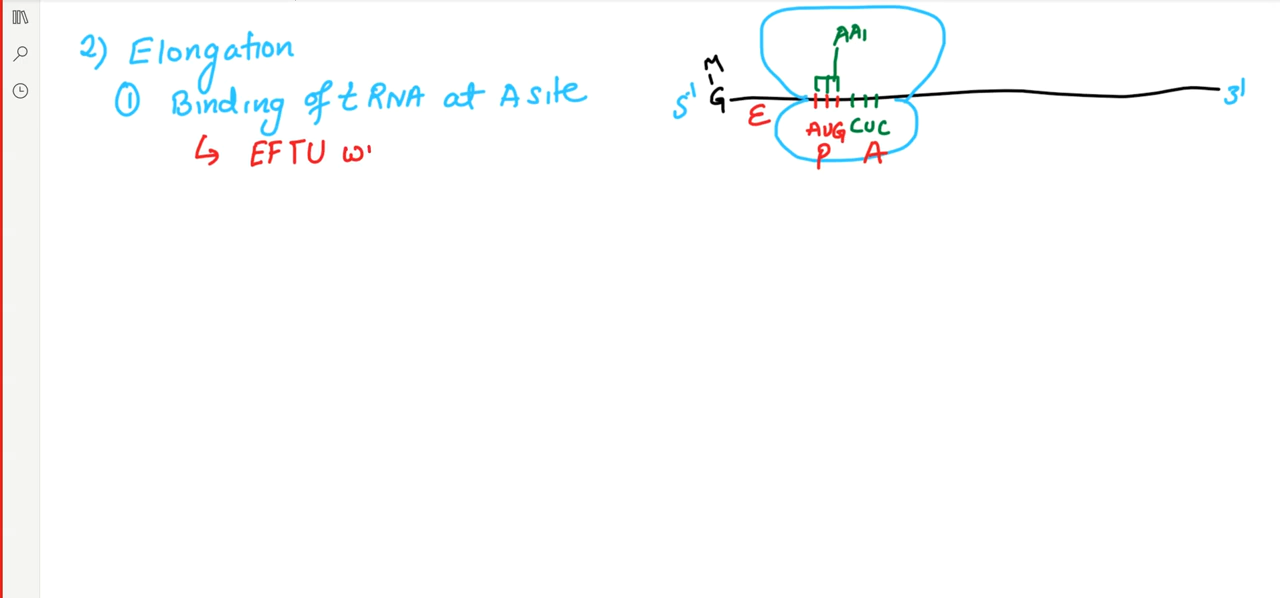 2) Elongation
① Binding of tRNA at A site
↳ EFTU
AA1
M
5' G 3'
E
AUG CUC
P A